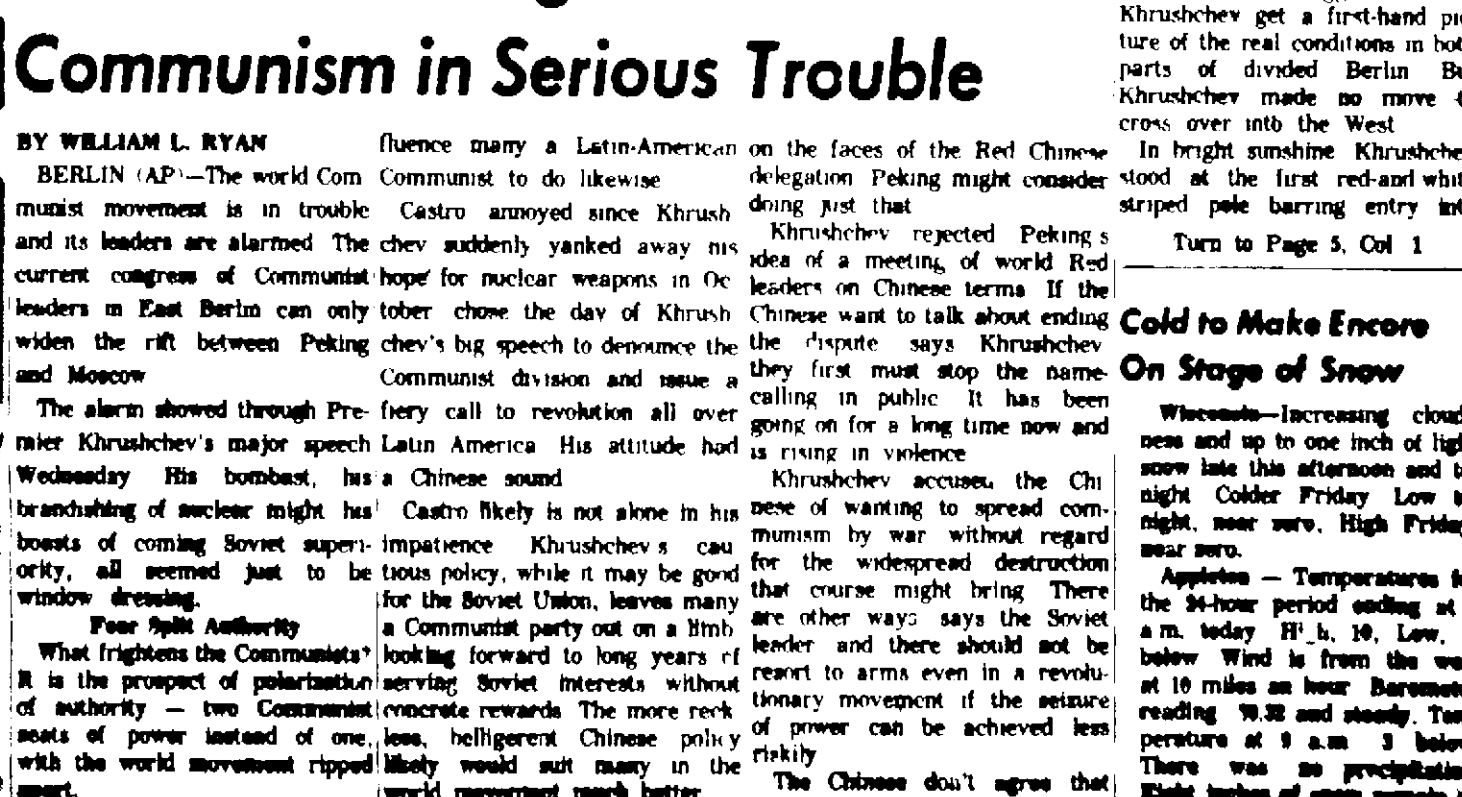 Communism in Serious Trouble
BY WILLIAM L. RYAN
BERLIN (AP)—The world Com
munist movement is in trouble
and its leaders are alarmed The
current congress of Communist
leaders in East Berlin can only
widen the rift between Peking
and Moscow
The alarm showed through Pre-
mier Khrushchev's major speech
Wednesday His bombast, his
brandishing of nuclear might his
boasts of coming Soviet superi-
ority, all seemed just to be
window dressing.
Fear Split Authority
What frightens the Communists?
It is the prospect of polarization
of authority — two Communist
seats of power instead of one,
with the world movement ripped
apart.
fluence many a Latin-American
Communist to do likewise
Castro annoyed since Khrush
chev suddenly yanked away his
hope for nuclear weapons in Oc
tober chose the day of Khrush
chev's big speech to denounce the
Communist division and issue a
fiery call to revolution all over
Latin America His attitude had
a Chinese sound
Castro likely is not alone in his
impatience Khrushchev s cau
tious policy, while it may be good
for the Soviet Union, leaves many
a Communist party out on a limb
looking forward to long years of
serving Soviet interests without
concrete rewards The more reck
less, belligerent Chinese policy
likely would suit many in the
world movement much better
on the faces of the Red Chinese
delegation Peking might consider
doing just that
Khrushchev rejected Peking s
idea of a meeting of world Red
leaders on Chinese terms If the
Chinese want to talk about ending
the dispute says Khrushchev
they first must stop the name-
calling in public It has been
going on for a long time now and
is rising in violence
Khrushchev accused the Chi
nese of wanting to spread com-
munism by war without regard
for the widespread destruction
that course might bring There
are other ways says the Soviet
leader and there should not be
resort to arms even in a revolu-
tionary movement if the seizure
of power can be achieved less
riskily
The Chinese don't agree that
Khrushchev get a first-hand pic
ture of the real conditions in bot
parts of divided Berlin Bu
Khrushchev made no move
cross over into the West
In bright sunshine Khrushche
stood at the first red-and whit
striped pole barring entry int
Turn to Page 5, Col 1
Cold to Make Encore
On Stage of Snow
Wisconsin—Increasing cloud
ness and up to one inch of ligh
snow late this afternoon and t
night Colder Friday Low
night, near zero, High Friday
near zero.
Appleton — Temperatures f
the 24-hour period ending at
a m. today High, 10, Low,
below Wind is from the we
at 10 miles an hour Baromet
reading and steady. Tem
perature at 9 a.m 3 below
There was no precipitation
Eight inches of snow